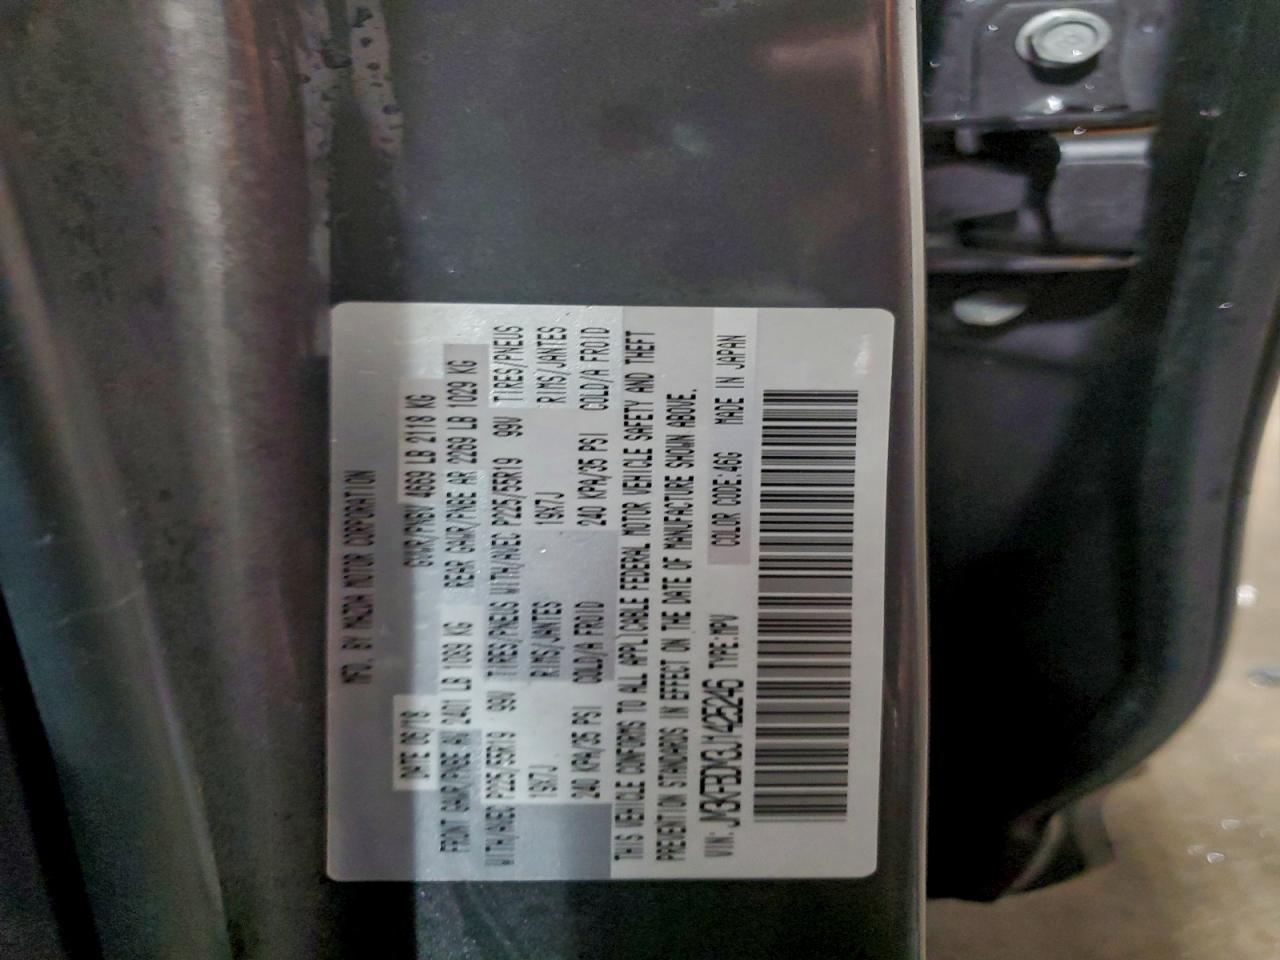 MFD. BY MAZDA MOTOR CORPORATION
DATE 06/18 GVWR/PNBV 4669 LB 2118 KG
FRONT GAWR/PNBE AV 2401 LB 1089 KG REAR GAWR/PNBE AR 2269 LB 1029 KG
WITH/AVEC P225/55R19 99V TIRES/PNEUS WITH/AVEC P225/55R19 99V TIRES/PNEUS
19X7J RIMS/JANTES 19X7J RIMS/JANTES
240 KPA/35 PSI COLD/A FROID 240 KPA/35 PSI COLD/A FROID
THIS VEHICLE CONFORMS TO ALL APPLICABLE FEDERAL MOTOR VEHICLE SAFETY AND THEFT
PREVENTION STANDARDS IN EFFECT ON THE DATE OF MANUFACTURE SHOWN ABOVE.
VIN: JM3KFBDM3J1425246 TYPE:MPV COLOR CODE:46G MADE IN JAPAN